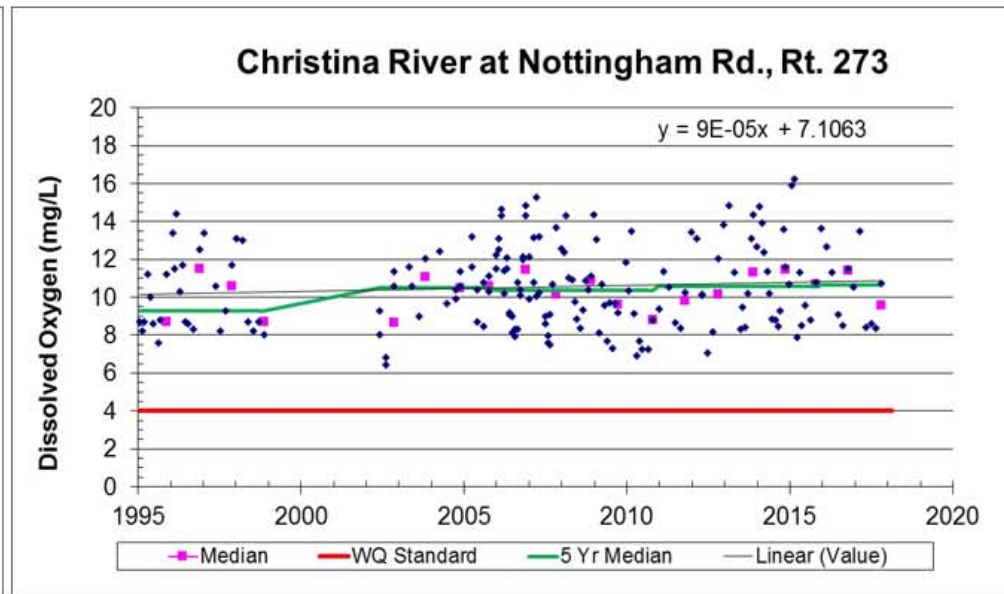 Christina River at Nottingham Rd., Rt. 273
y = 9E-05x + 7.1063
Dissolved Oxygen (mg/L)
20
18
16
14
12
10
8
6
4
2
0
1995 2000 2005 2010 2015 2020
Median WQ Standard 5 Yr Median Linear (Value)